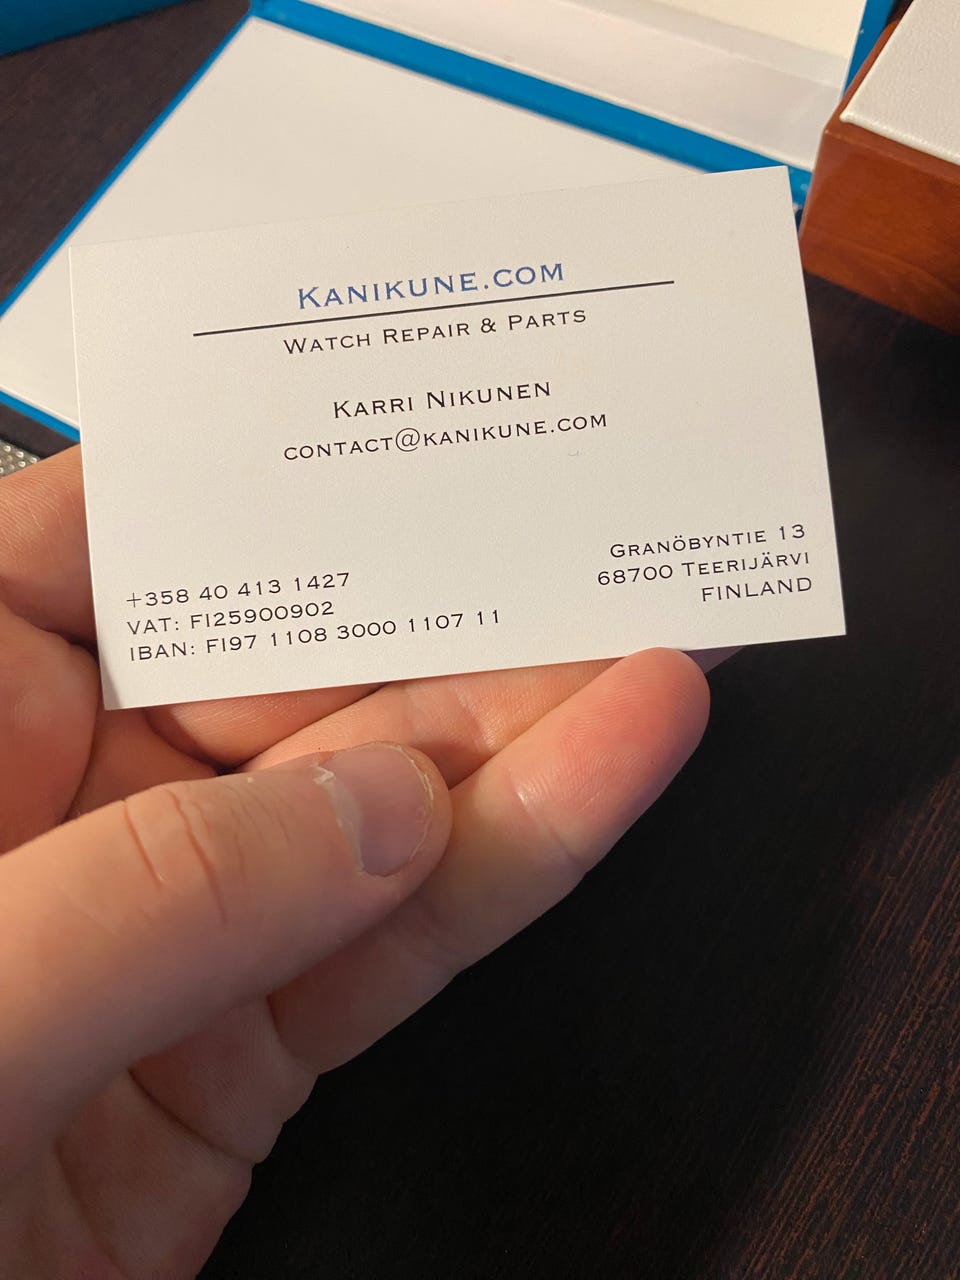 KANIKUNE.COM
WATCH REPAIR & PARTS
KARRI NIKUNEN
CONTACT@KANIKUNE.COM
+358 40 413 1427
VAT: FI25900902
IBAN: FI97 1108 3000 1107 11
GRANÖBYNTIE 13
68700 TEERIJÄRVI
FINLAND